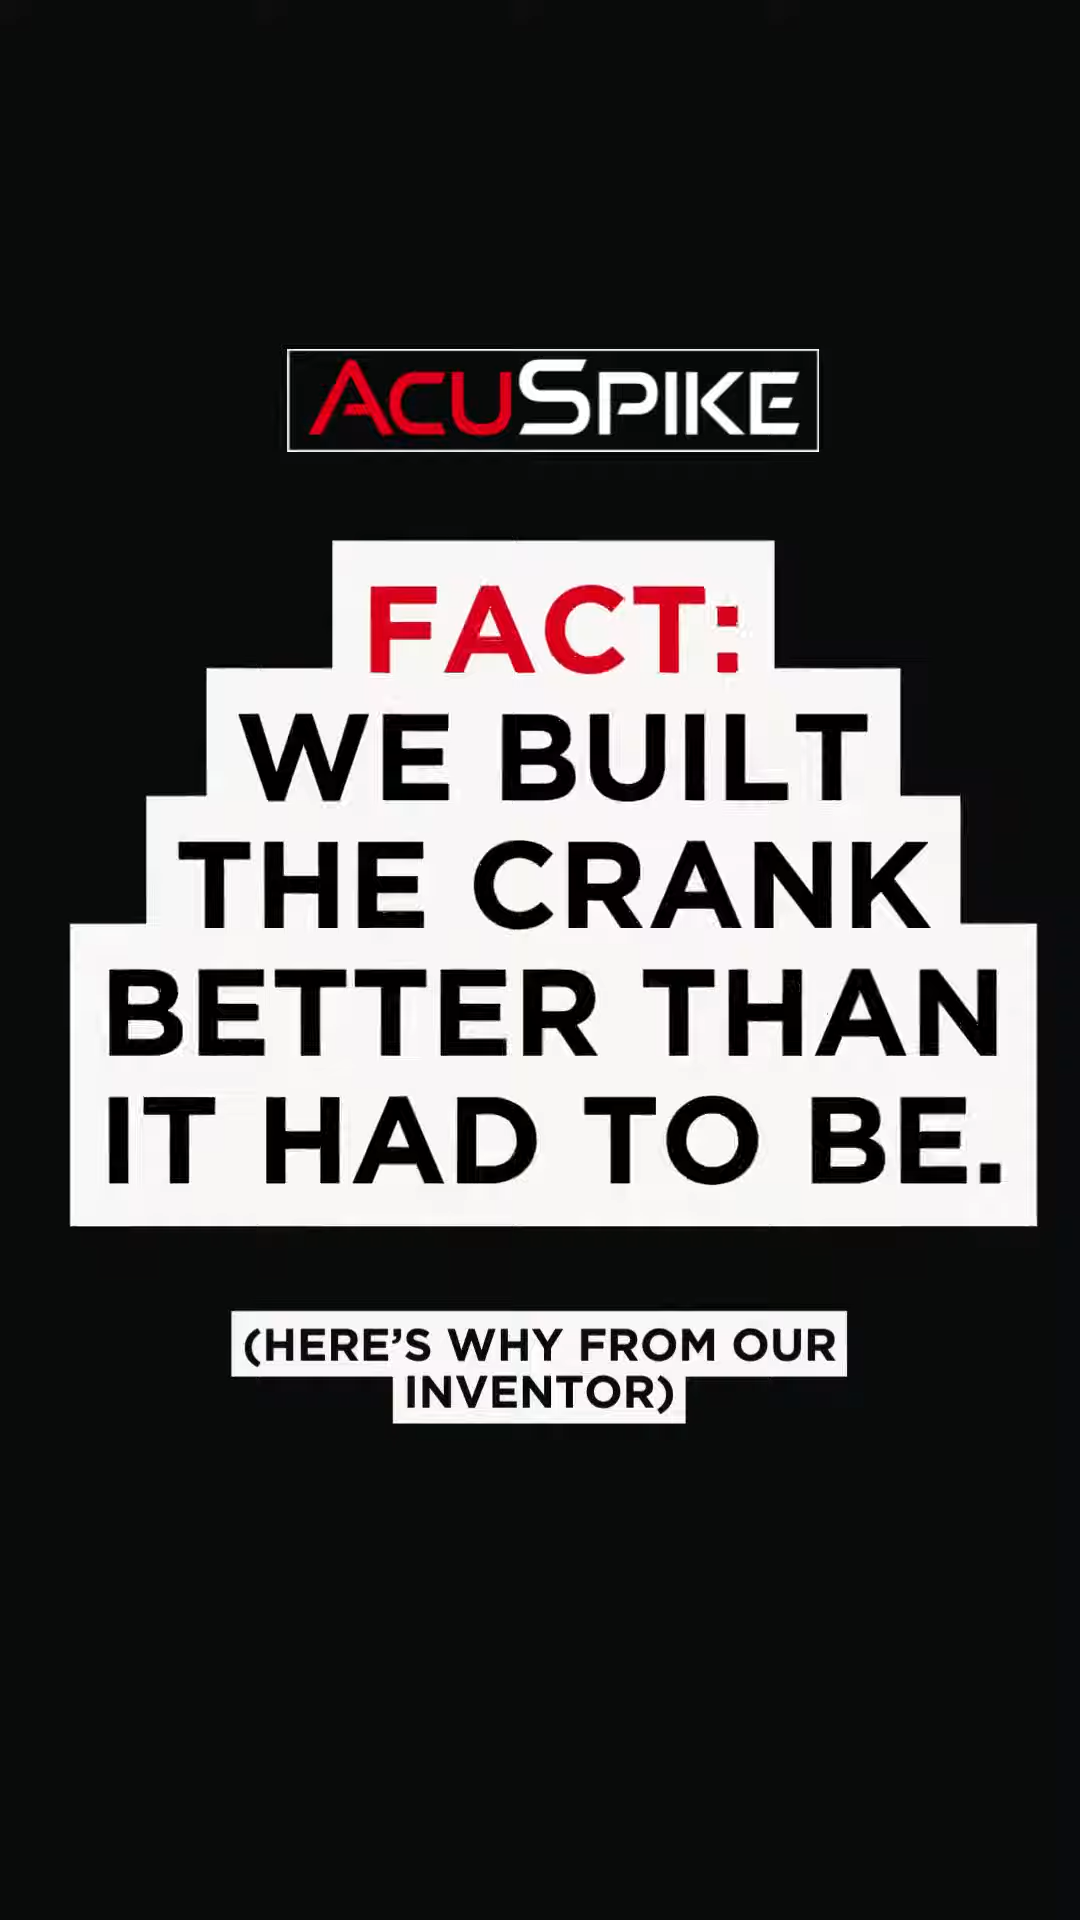 ACUSPIKE
FACT:
WE BUILT
THE CRANK
BETTER THAN
IT HAD TO BE.
(HERE'S WHY FROM OUR
INVENTOR)